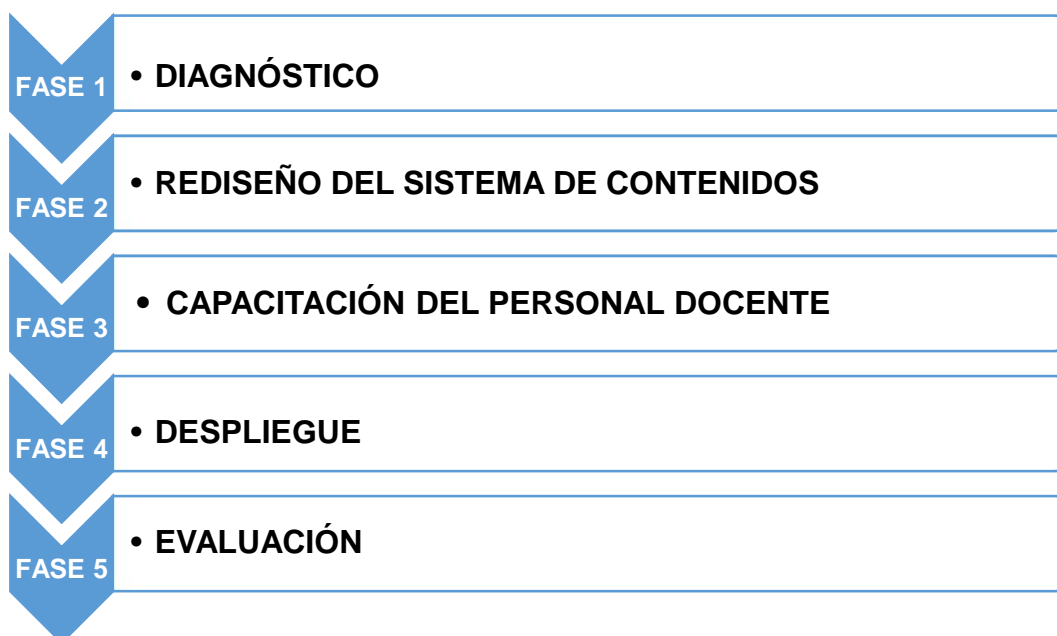 FASE 1
• DIAGNÓSTICO
FASE 2
• REDISEÑO DEL SISTEMA DE CONTENIDOS
FASE 3
• CAPACITACIÓN DEL PERSONAL DOCENTE
FASE 4
• DESPLIEGUE
FASE 5
• EVALUACIÓN